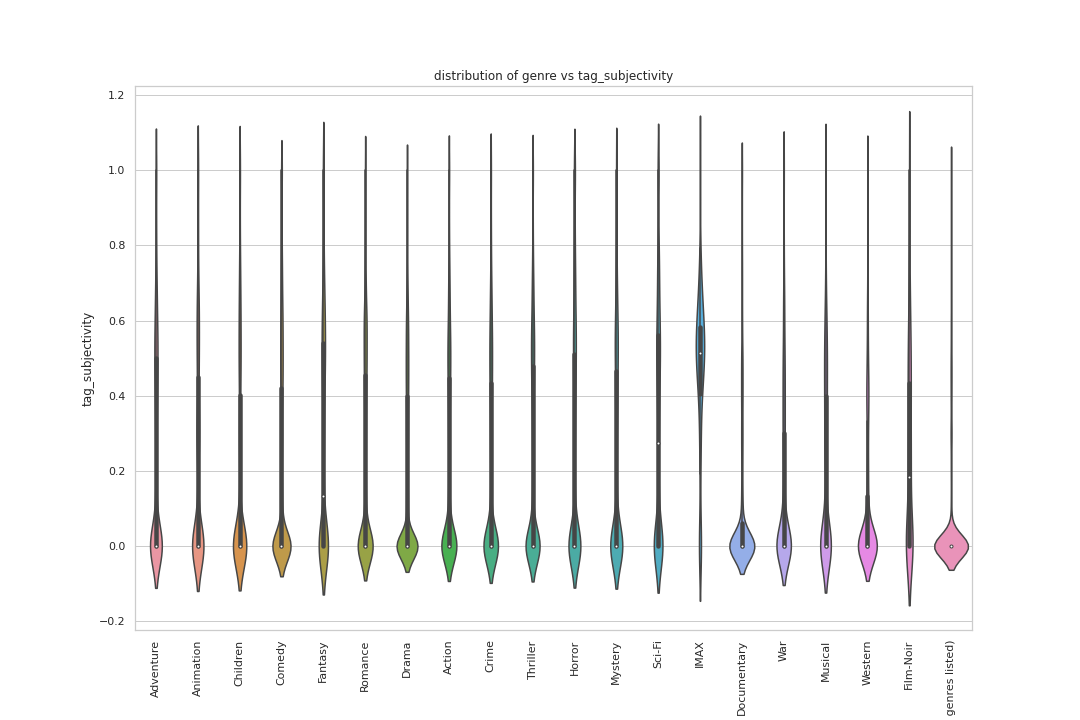 distribution of genre vs tag_subjectivity
tag_subjectivity
1.2
1.0
0.8
0.6
0.4
0.2
0.0
−0.2
Adventure
Animation
Children
Comedy
Fantasy
Romance
Drama
Action
Crime
Thriller
Horror
Mystery
Sci-Fi
IMAX
Documentary
War
Musical
Western
Film-Noir
genres listed)